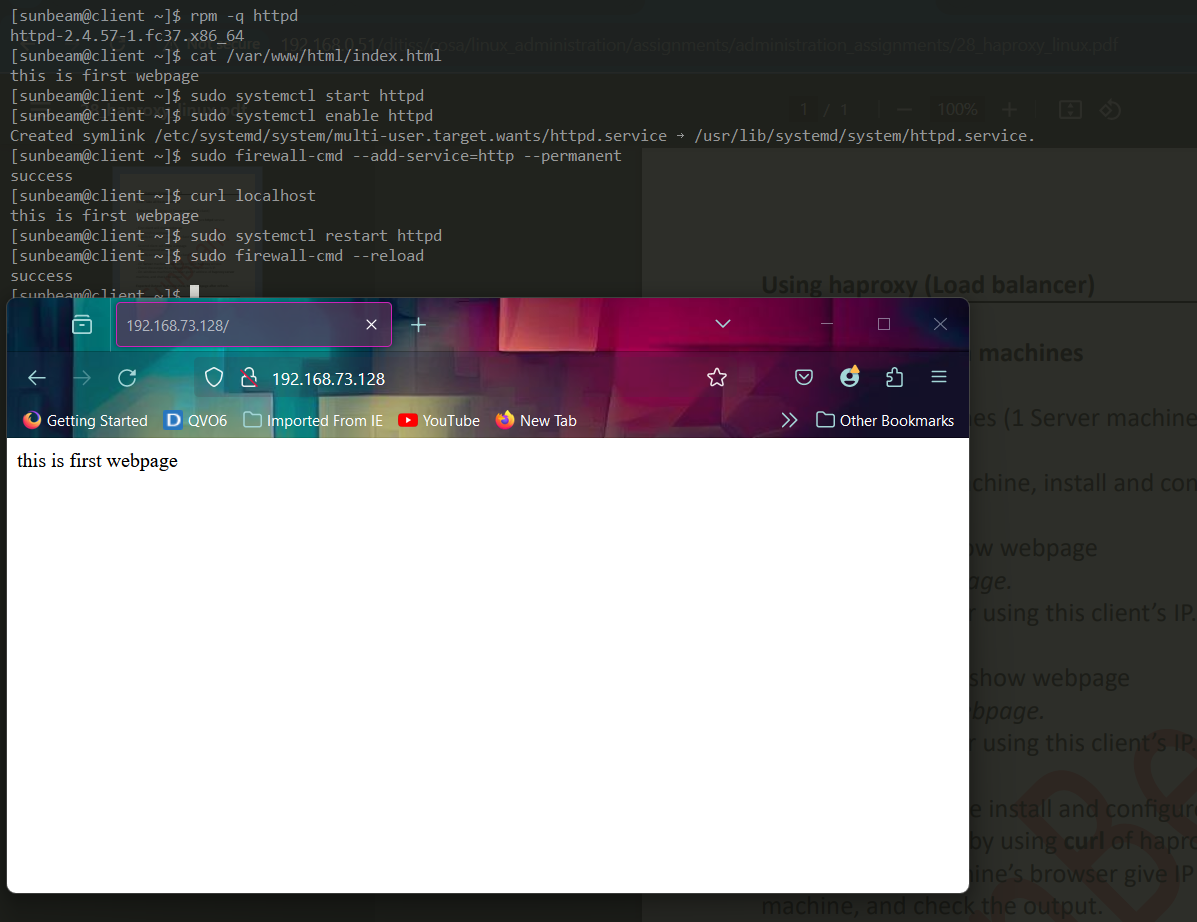 [sunbeam@client ~]$ rpm -q httpd
httpd-2.4.57-1.fc37.x86_64
192.168.0.51/ditiss/cpsa/linux_administration/assignments/administration_assignments/28_haproxy_linux.pdf
[sunbeam@client ~]$ cat /var/www/html/index.html
this is first webpage
[sunbeam@client ~]$ sudo systemctl start httpd
1 / 1
100%
[sunbeam@client ~]$ sudo systemctl enable httpd
Created symlink /etc/systemd/system/multi-user.target.wants/httpd.service → /usr/lib/systemd/system/httpd.service.
[sunbeam@client ~]$ sudo firewall-cmd --add-service=http --permanent
success
[sunbeam@client ~]$ curl localhost
this is first webpage
[sunbeam@client ~]$ sudo systemctl restart httpd
[sunbeam@client ~]$ sudo firewall-cmd --reload
success
[sunbeam@client ~]$
Using haproxy (Load balancer)
192.168.73.128/
machines
192.168.73.128
Getting Started QVO6 Imported From IE YouTube New Tab Other Bookmarks
es (1 Server machine
this is first webpage
chine, install and con
ow webpage
age.
r using this client’s IP.
show webpage
bpage.
r using this client’s IP.
e install and configure
by using curl of hapro
ine’s browser give IP
machine, and check the output.